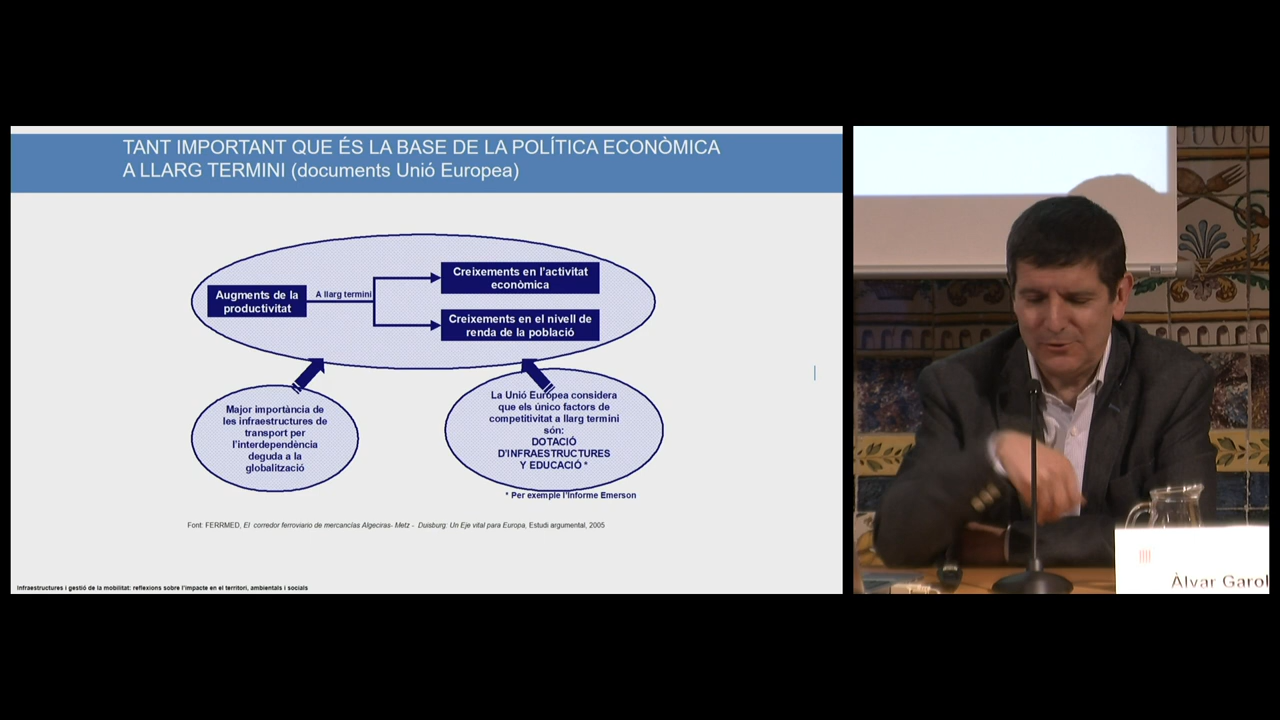 TANT IMPORTANT QUE ÉS LA BASE DE LA POLÍTICA ECONÒMICA
A LLARG TERMINI (documents Unió Europea)
Augments de la
productivitat
A llarg termini
Creixements en l'activitat
econòmica
Creixements en el nivell de
renda de la població
Major importància de
les infraestructures de
transport per
l'interdependència
deguda a la
globalització
La Unió Europea considera
que els único factors de
competitivitat a llarg termini
són:
DOTACIÓ
D'INFRAESTRUCTURES
Y EDUCACIÓ *
* Per exemple l'Informe Emerson
Font: FERRMED, El corredor ferroviario de mercancías Algeciras- Metz - Duisburg: Un Eje vital para Europa, Estudi argumental, 2005
Infraestructures i gestió de la mobilitat: reflexions sobre l'impacte en el territori, ambientals i socials
Àlvar Garol